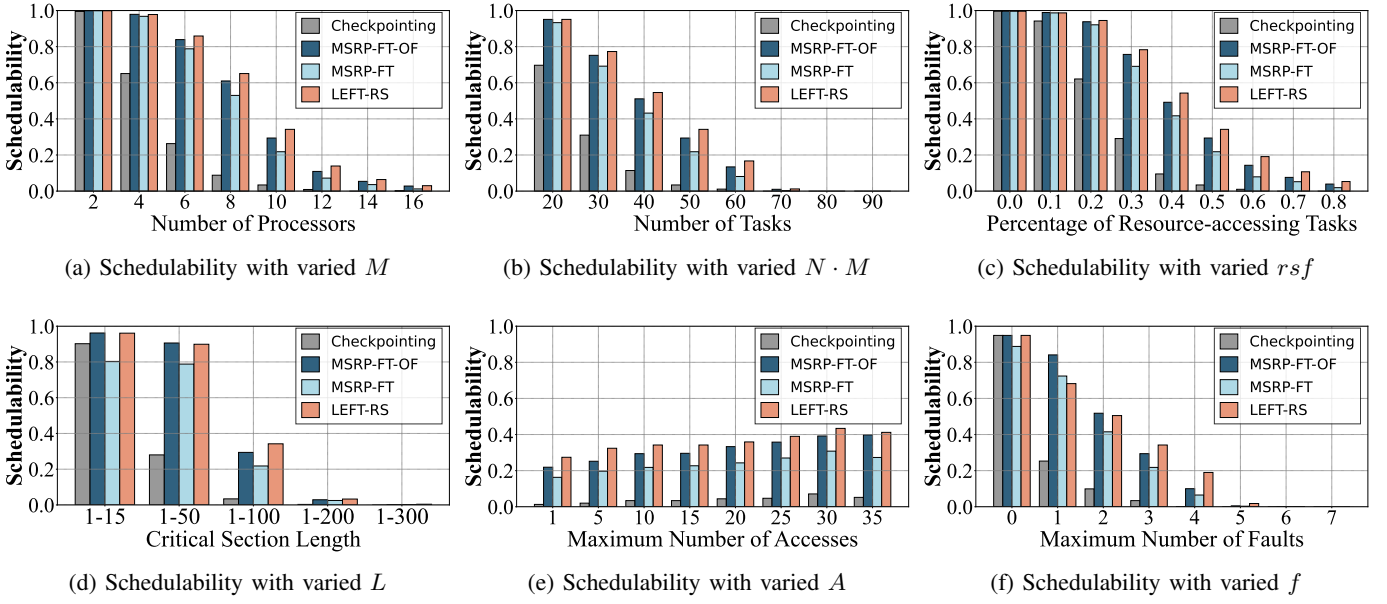 Schedulability
1.0
0.8
0.6
0.4
0.2
0.0
Checkpointing
MSRP-FT-OF
MSRP-FT
LEFT-RS
2 4 6 8 10 12 14 16
Number of Processors
(a) Schedulability with varied M
Schedulability
1.0
0.8
0.6
0.4
0.2
0.0
Checkpointing
MSRP-FT-OF
MSRP-FT
LEFT-RS
20 30 40 50 60 70 80 90
Number of Tasks
(b) Schedulability with varied N · M
Schedulability
1.0
0.8
0.6
0.4
0.2
0.0
Checkpointing
MSRP-FT-OF
MSRP-FT
LEFT-RS
0.0 0.1 0.2 0.3 0.4 0.5 0.6 0.7 0.8
Percentage of Resource-accessing Tasks
(c) Schedulability with varied rsf
Schedulability
1.0
0.8
0.6
0.4
0.2
0.0
Checkpointing
MSRP-FT-OF
MSRP-FT
LEFT-RS
1-15 1-50 1-100 1-200 1-300
Critical Section Length
(d) Schedulability with varied L
Schedulability
1.0
0.8
0.6
0.4
0.2
0.0
Checkpointing
MSRP-FT-OF
MSRP-FT
LEFT-RS
1 5 10 15 20 25 30 35
Maximum Number of Accesses
(e) Schedulability with varied A
Schedulability
1.0
0.8
0.6
0.4
0.2
0.0
Checkpointing
MSRP-FT-OF
MSRP-FT
LEFT-RS
0 1 2 3 4 5 6 7
Maximum Number of Faults
(f) Schedulability with varied f